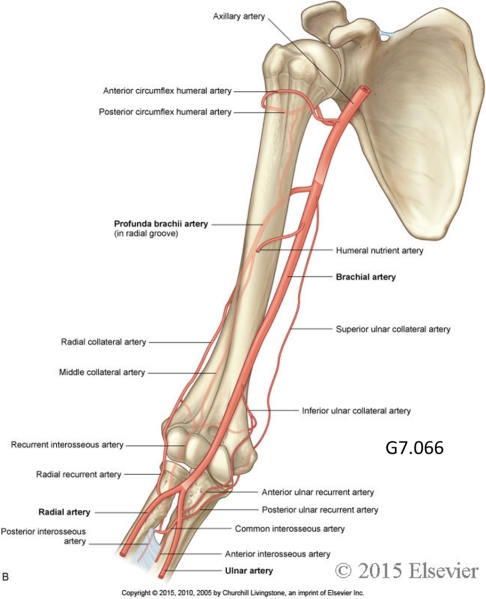 Axillary artery
Anterior circumflex humeral artery
Posterior circumflex humeral artery
Profunda brachii artery
(in radial groove)
Humeral nutrient artery
Brachial artery
Superior ulnar collateral artery
Radial collateral artery
Middle collateral artery
Inferior ulnar collateral artery
Recurrent interosseous artery
G7.066
Radial recurrent artery
Anterior ulnar recurrent artery
Radial artery
Posterior ulnar recurrent artery
Posterior interosseous
artery
Common interosseous artery
Anterior interosseous artery
Ulnar artery
B
© 2015 Elsevier
Copyright © 2015, 2010, 2005 by Churchill Livingstone, an imprint of Elsevier Inc.